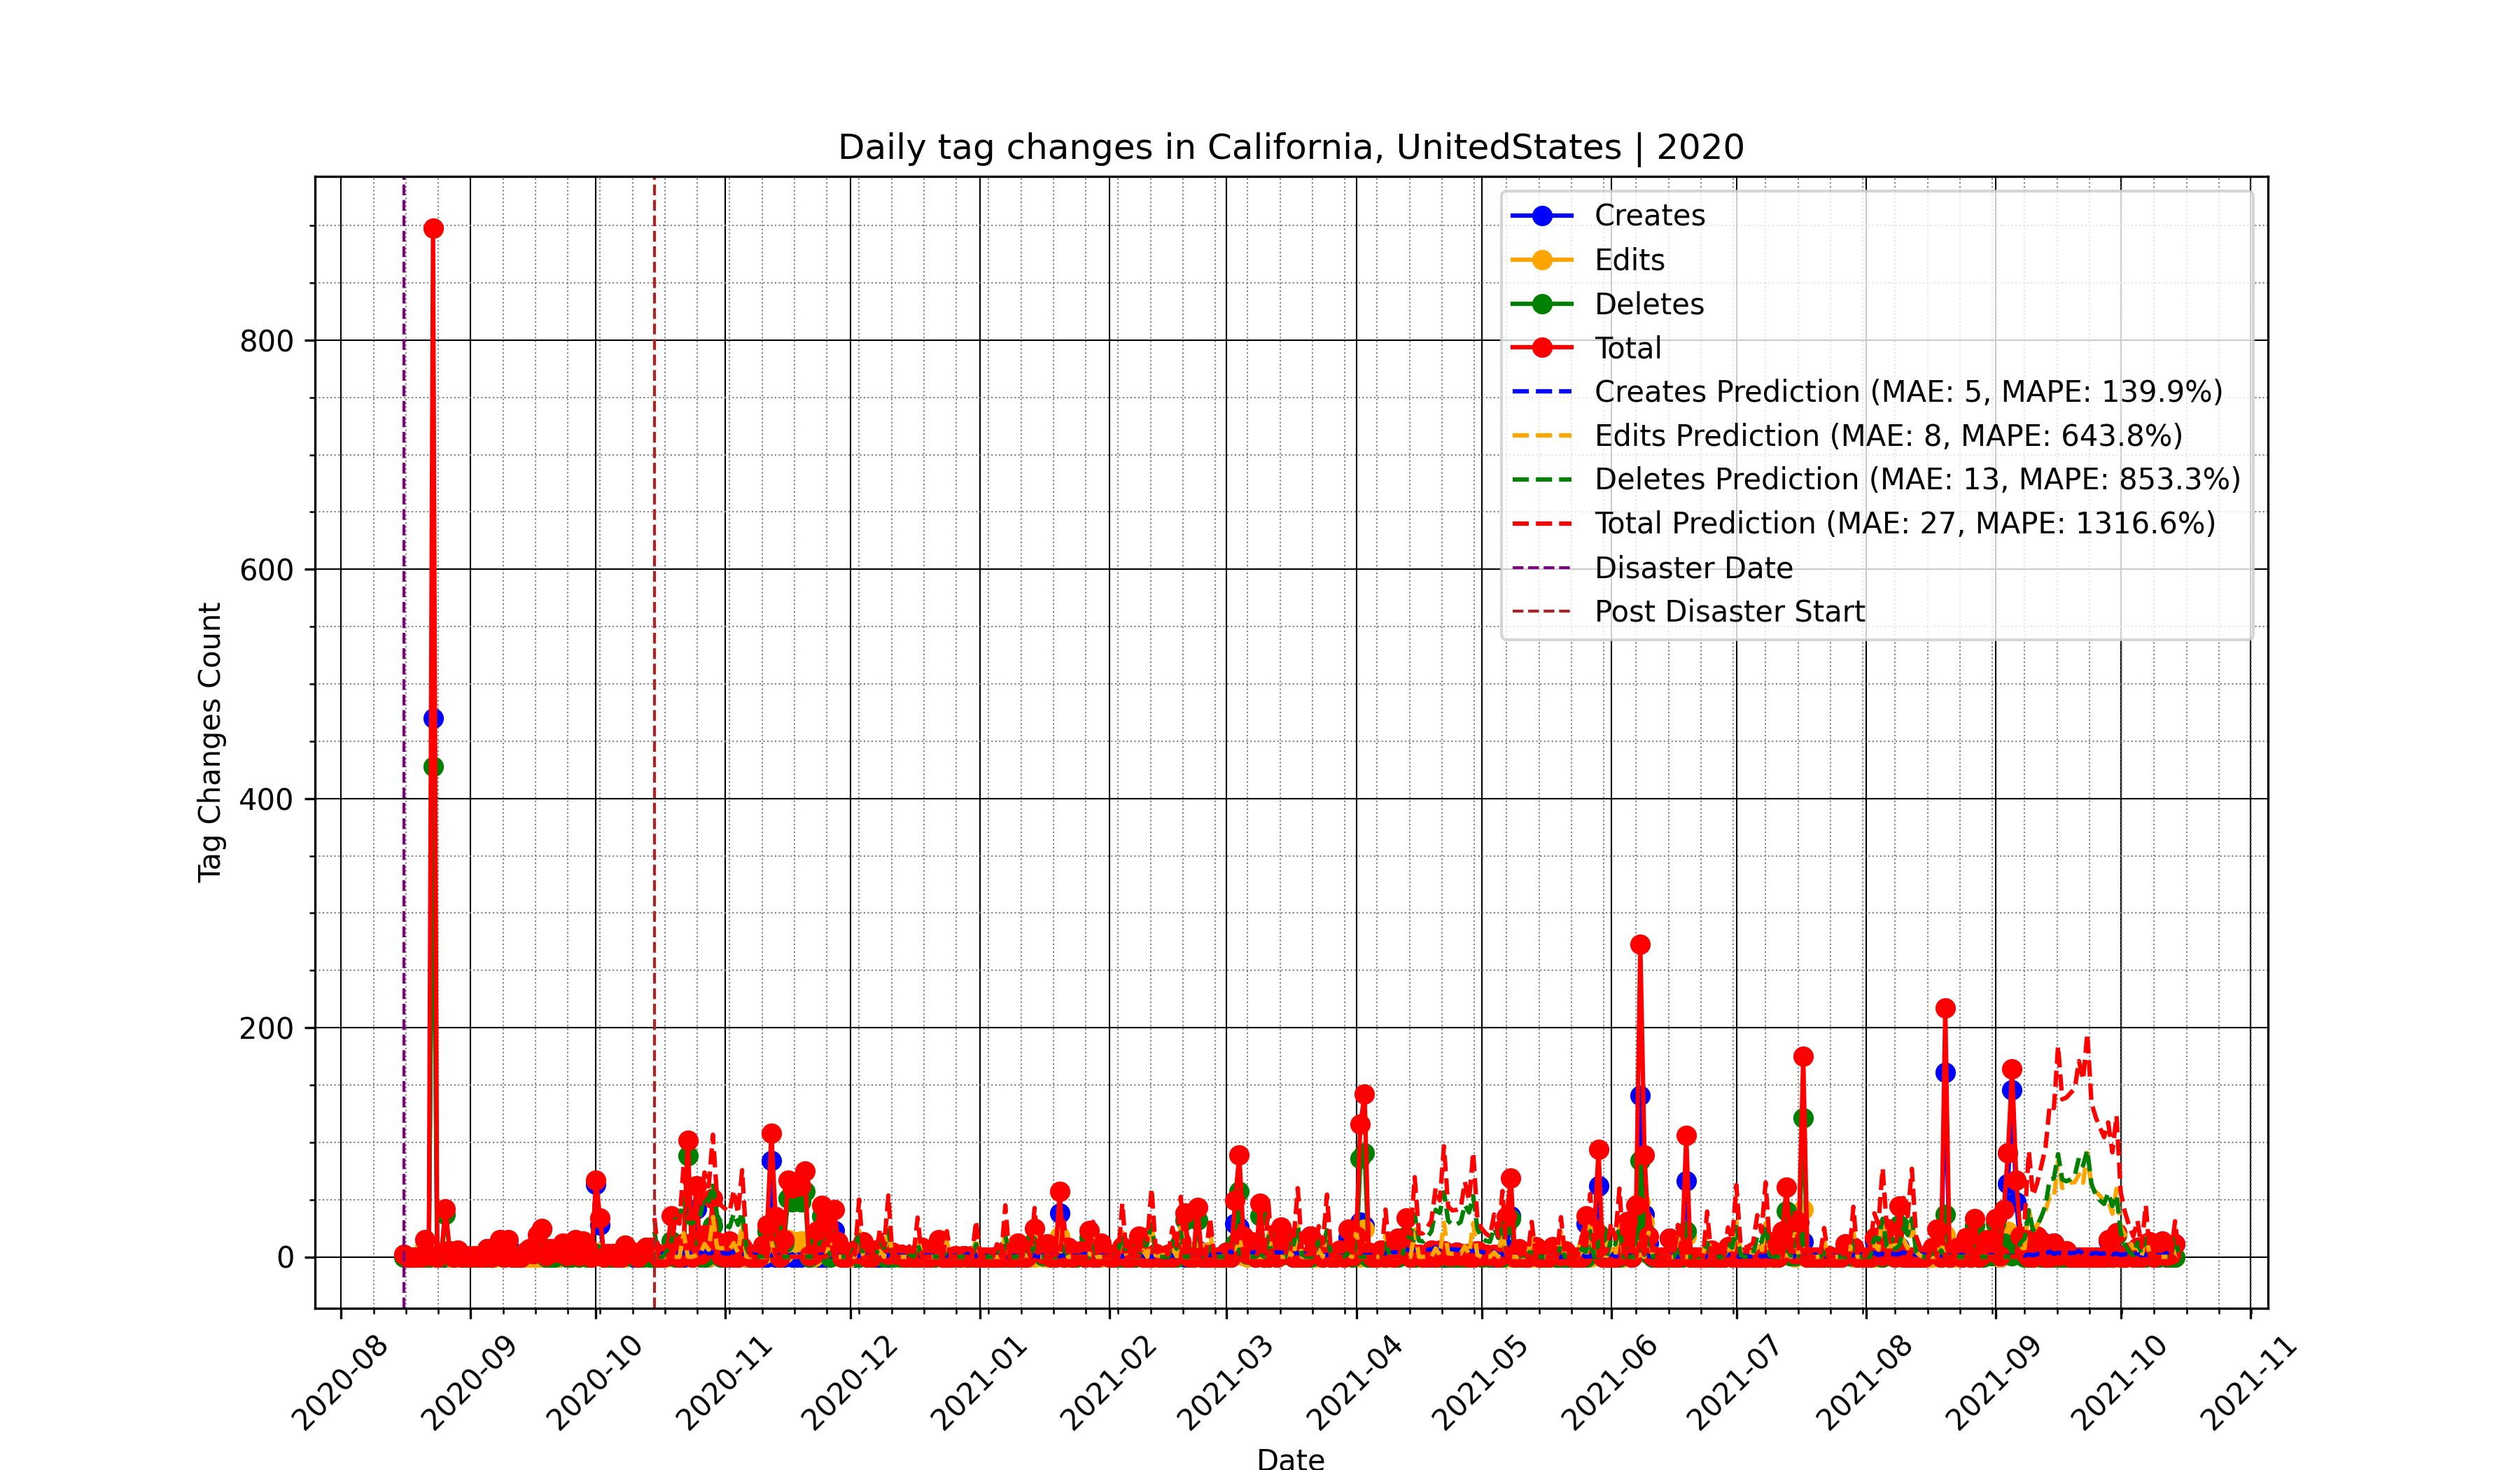 Daily tag changes in California, UnitedStates | 2020
Creates
Edits
Deletes
Total
Creates Prediction (MAE: 5, MAPE: 139.9%)
Edits Prediction (MAE: 8, MAPE: 643.8%)
Deletes Prediction (MAE: 13, MAPE: 853.3%)
Total Prediction (MAE: 27, MAPE: 1316.6%)
Disaster Date
Post Disaster Start
Tag Changes Count
800
600
400
200
0
2020-08
2020-09
2020-10
2020-11
2020-12
2021-01
2021-02
2021-03
2021-04
2021-05
2021-06
2021-07
2021-08
2021-09
2021-10
2021-11
Date